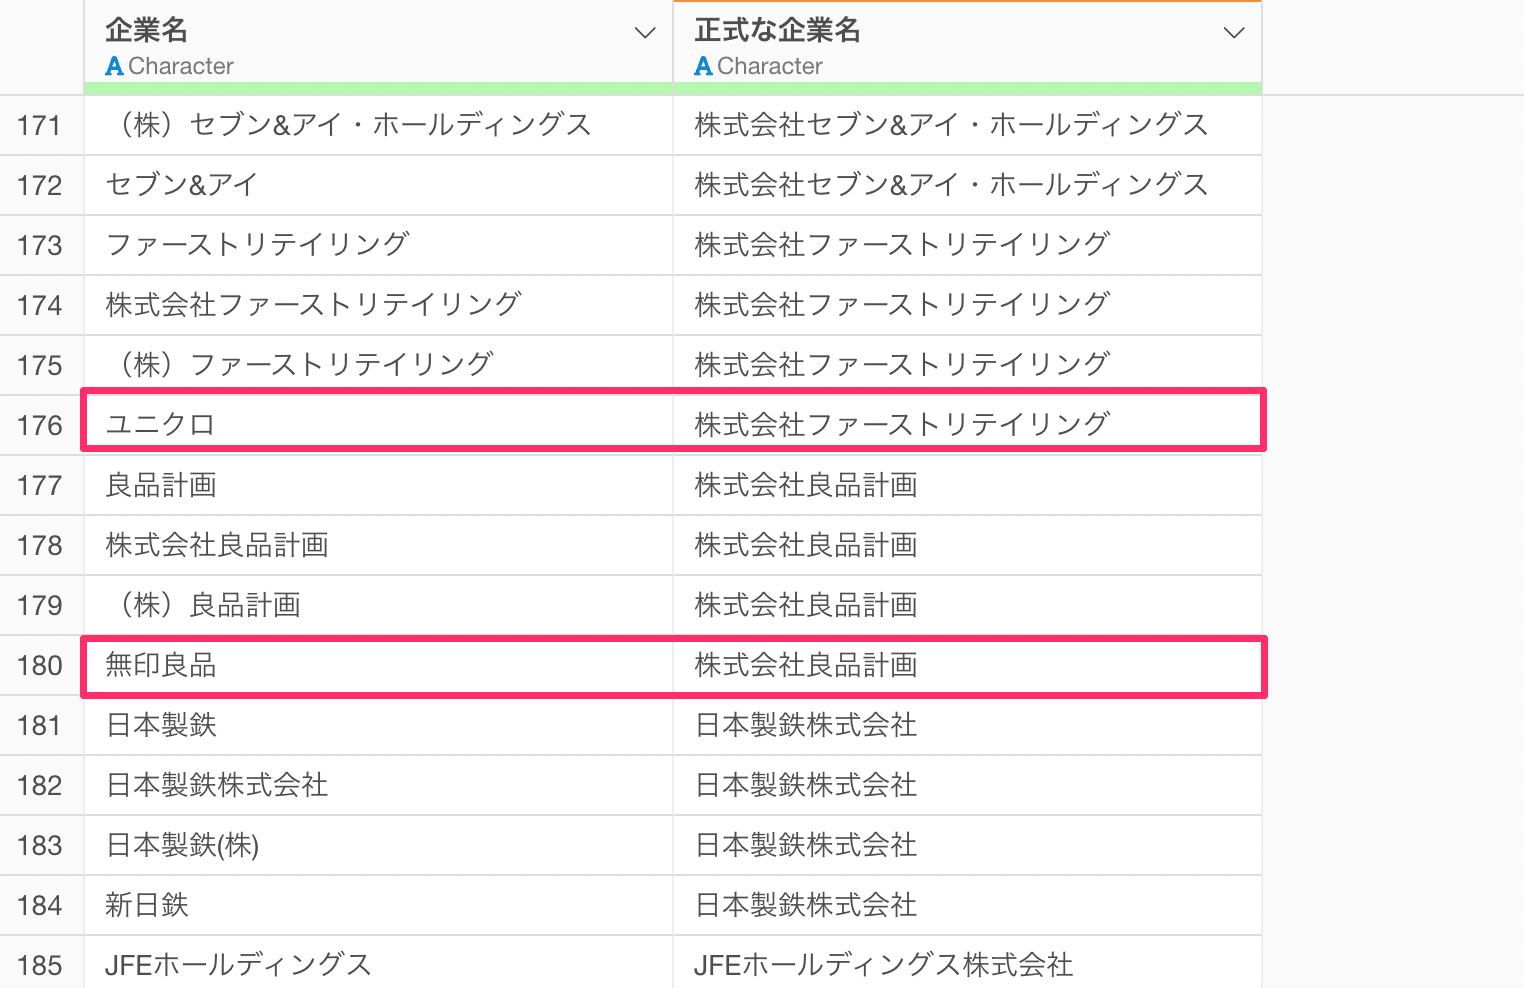 企業名 正式な企業名
A Character A Character
171 （株）セブン&アイ・ホールディングス 株式会社セブン&アイ・ホールディングス
172 セブン&アイ 株式会社セブン&アイ・ホールディングス
173 ファーストリテイリング 株式会社ファーストリテイリング
174 株式会社ファーストリテイリング 株式会社ファーストリテイリング
175 （株）ファーストリテイリング 株式会社ファーストリテイリング
176 ユニクロ 株式会社ファーストリテイリング
177 良品計画 株式会社良品計画
178 株式会社良品計画 株式会社良品計画
179 （株）良品計画 株式会社良品計画
180 無印良品 株式会社良品計画
181 日本製鉄 日本製鉄株式会社
182 日本製鉄株式会社 日本製鉄株式会社
183 日本製鉄(株) 日本製鉄株式会社
184 新日鉄 日本製鉄株式会社
185 JFEホールディングス JFEホールディングス株式会社